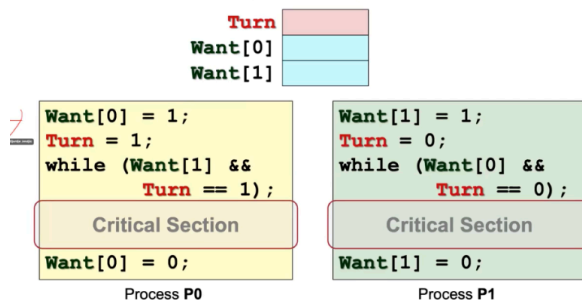 Turn
Want[0]
Want[1]
Want[0] = 1;
Turn = 1;
while (Want[1] &&
Turn == 1);
Critical Section
Want[0] = 0;
Process P0
Want[1] = 1;
Turn = 0;
while (Want[0] &&
Turn == 0);
Critical Section
Want[1] = 0;
Process P1